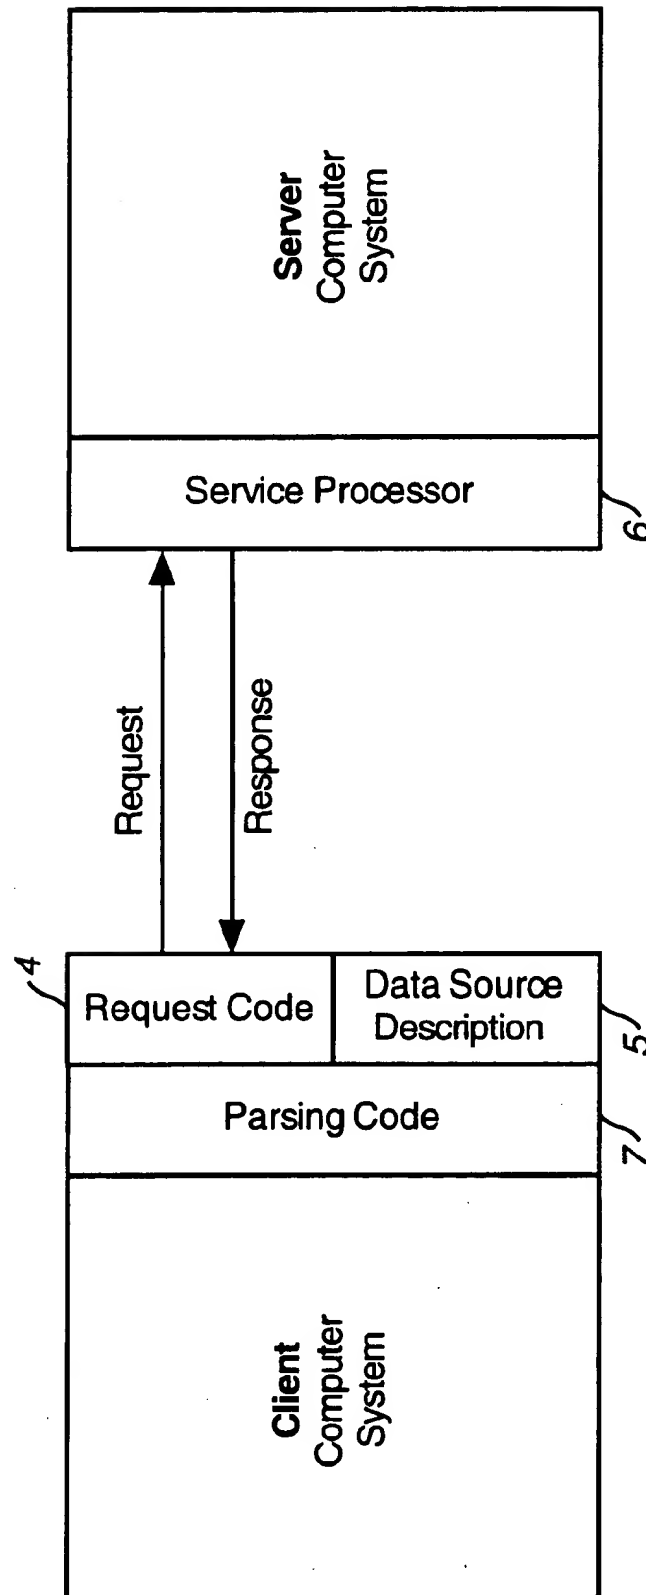 Server
Computer
System
Service Processor
6
Request
Response
4
Request Code
Data Source
Description
5
Parsing Code
7
Client
Computer
System